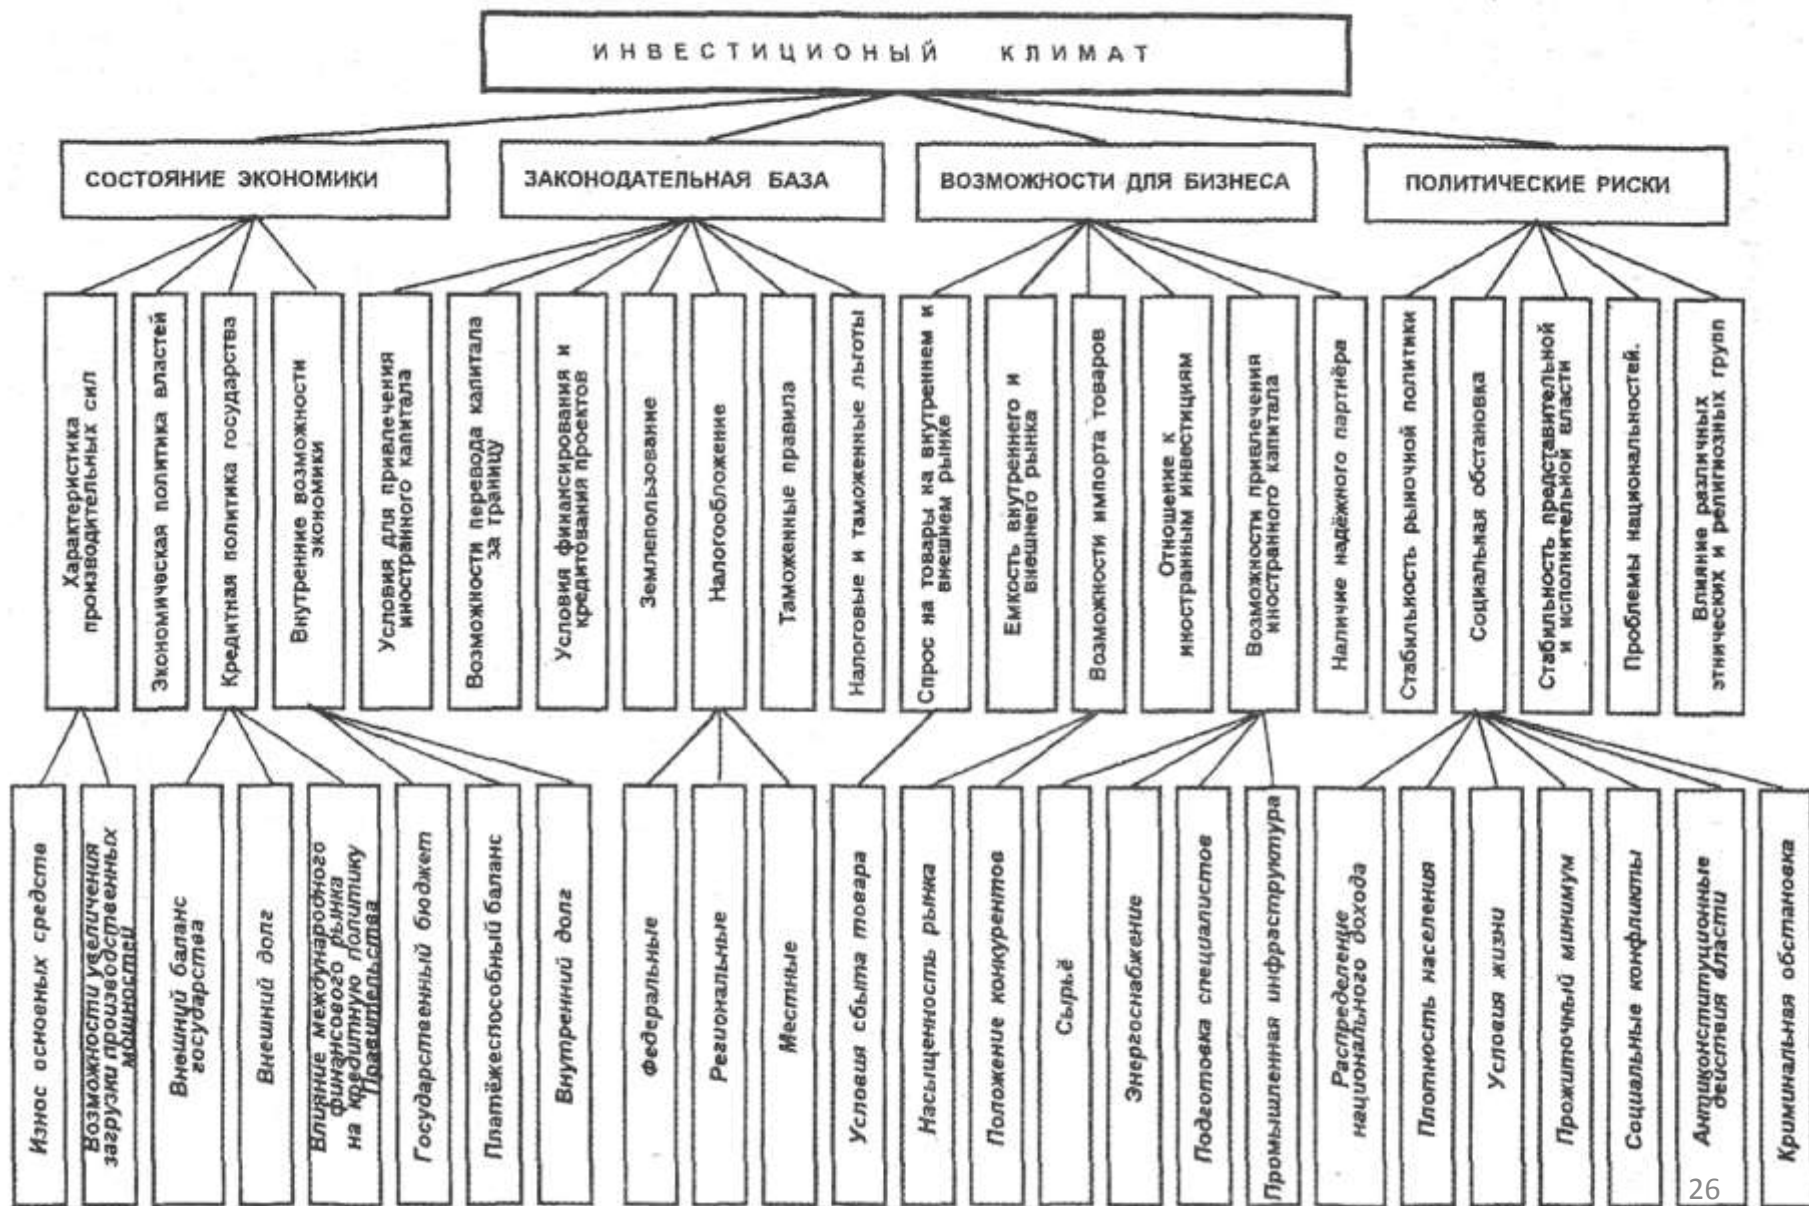 ИНВЕСТИЦИОНЫЙ КЛИМАТ
СОСТОЯНИЕ ЭКОНОМИКИ
ЗАКОНОДАТЕЛЬНАЯ БАЗА
ВОЗМОЖНОСТИ ДЛЯ БИЗНЕСА
ПОЛИТИЧЕСКИЕ РИСКИ
Характеристика
производительных сил
Экономическая политика властей
Кредитная политика государства
Внутренние возможности
экономики
Условия для привлечения
иностранного капитала
Возможности перевода капитала
за границу
Условия финансирования и
кредитования проектов
Землепользование
Налогообложение
Таможенные правила
Налоговые и таможенные льготы
Спрос на товары на внутреннем и
внешнем рынке
Емкость внутреннего и
внешнего рынка
Возможности импорта товаров
Отношение к
иностранным инвестициям
Возможности привлечения
иностранного капитала
Наличие надёжного партнёра
Стабильность рыночной политики
Социальная обстановка
Стабильность представительной
и исполнительной власти
Проблемы национальностей.
Влияние различных
этнических и религиозных групп
Износ основных средств
Возможности увеличения
загрузки производственных
мощностей
Внешний баланс
государства
Внешний долг
Влияние международного
финансового рынка
на кредитную политику
Правительства
Государственный бюджет
Платёжеспособный баланс
Внутренний долг
Федеральные
Региональные
Местные
Условия сбыта товара
Насыщенность рынка
Положение конкурентов
Сырьё
Энергоснабжение
Подготовка специалистов
Промышленная инфраструктура
Распределение
национального дохода
Плотность населения
Условия жизни
Прожиточный минимум
Социальные конфликты
Антиконституционные
действия власти
Криминальная обстановка
26